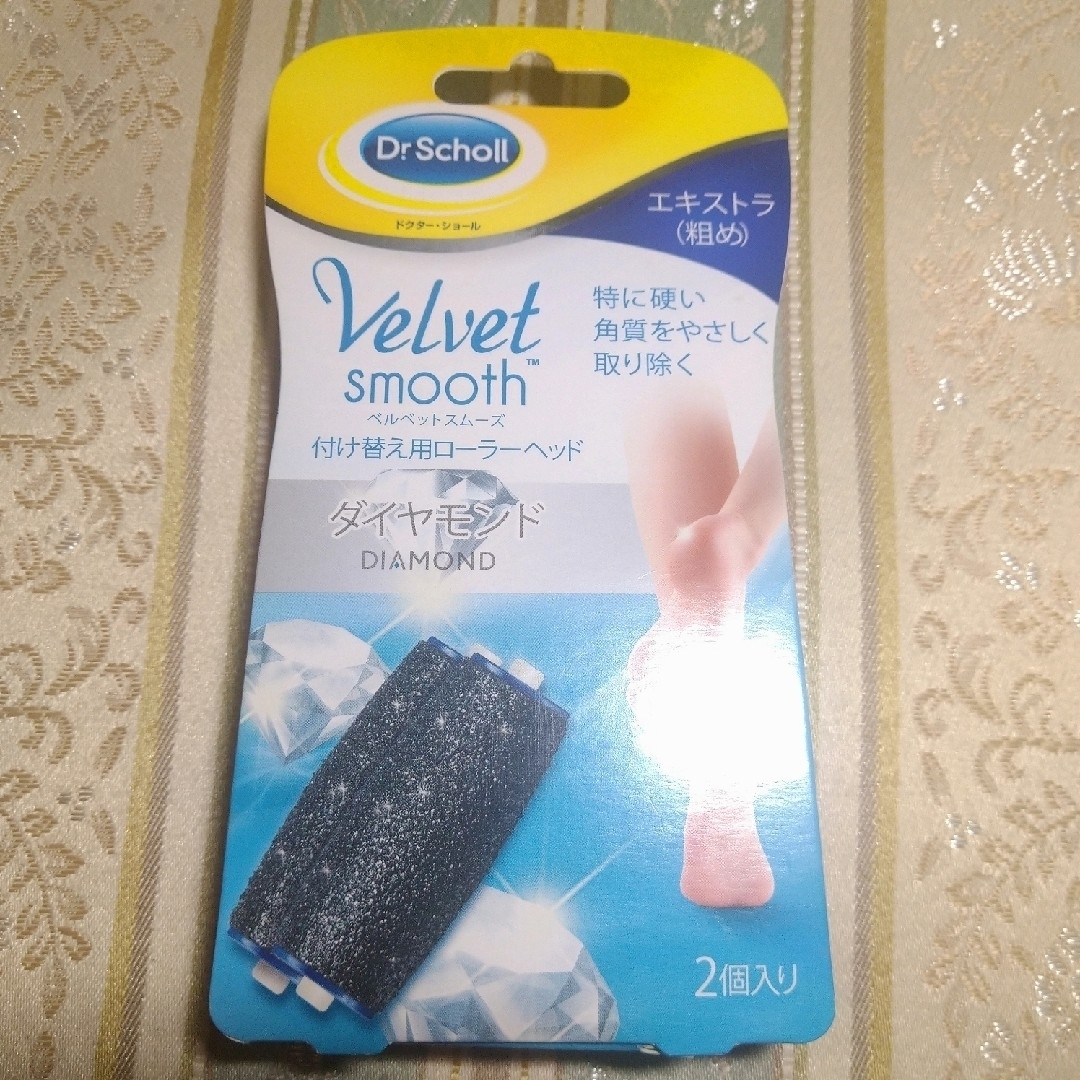 Dr Scholl
ドクター・ショール
エキストラ
(粗め)
Velvet
smooth™
ベルベットスムーズ
付け替え用ローラーヘッド
特に硬い
角質をやさしく
取り除く
ダイヤモンド
DIAMOND
2個入り